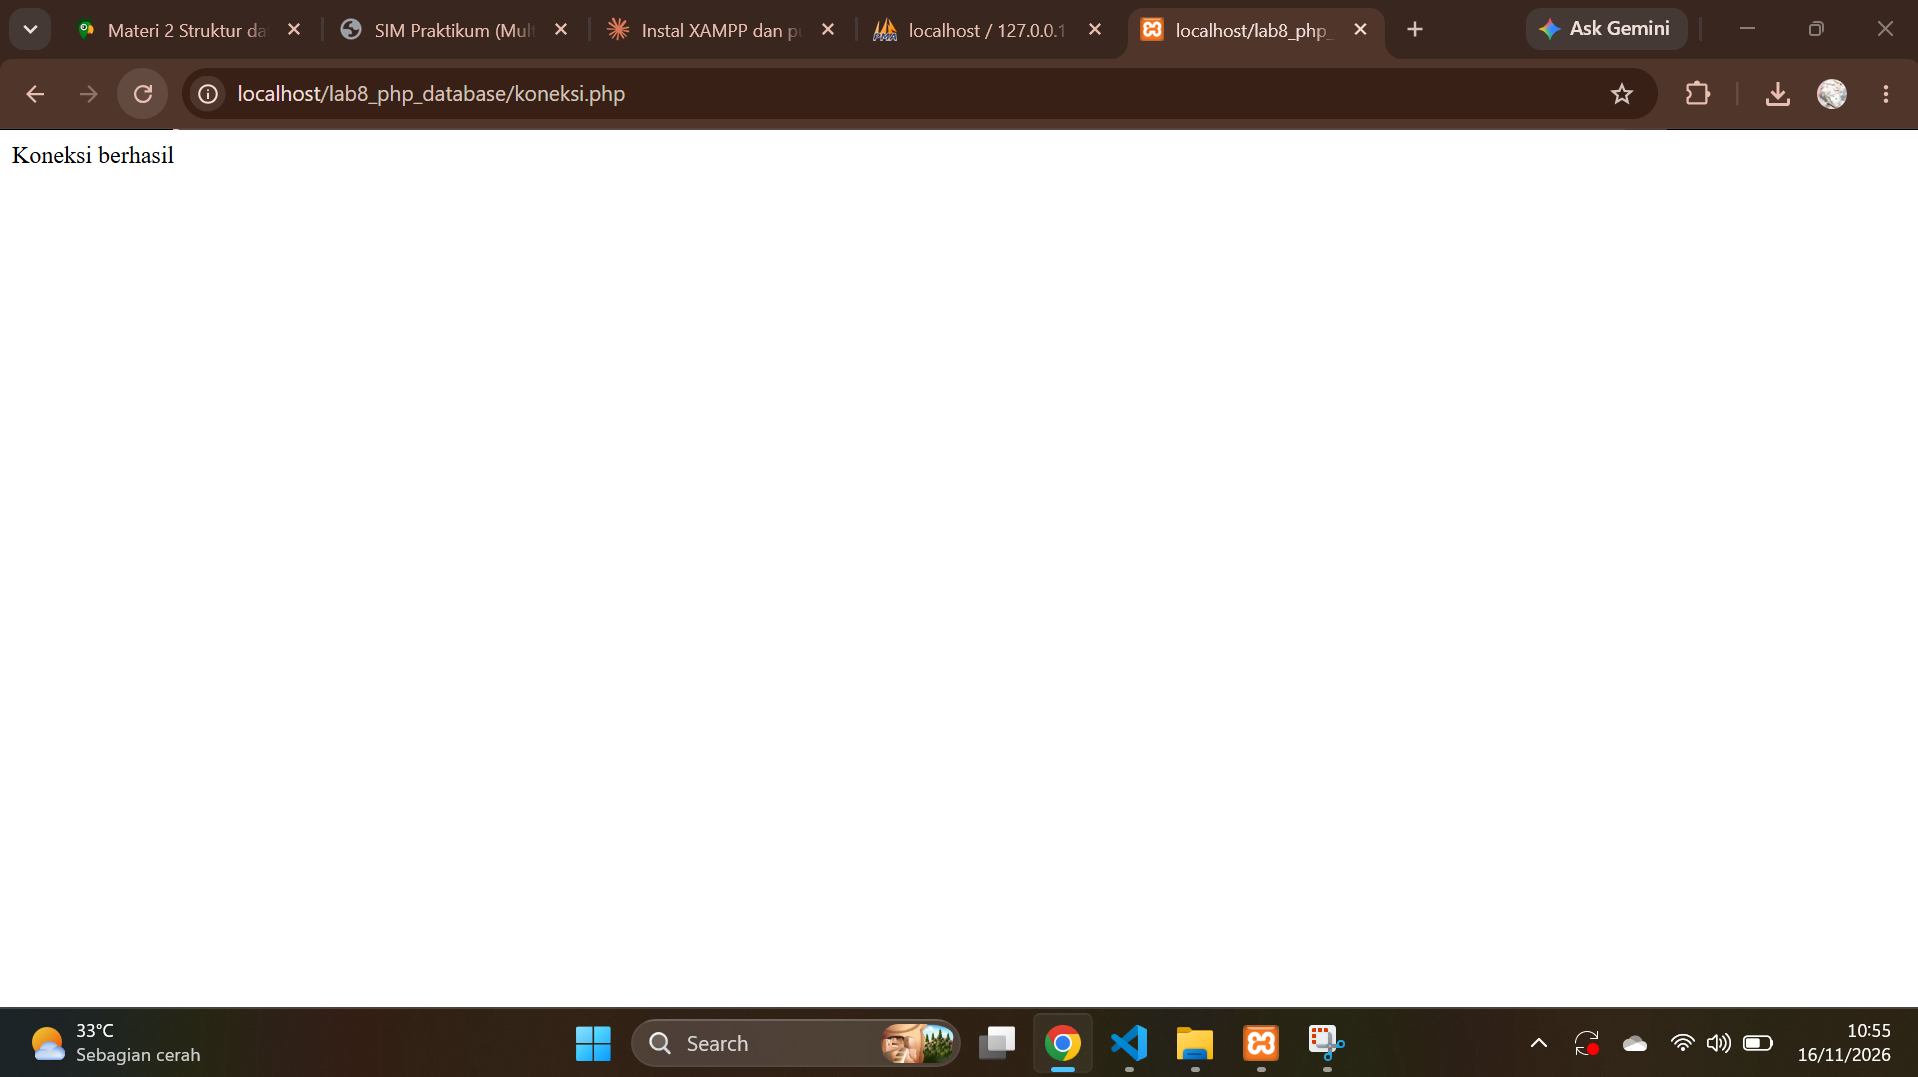 Materi 2 Struktur da
SIM Praktikum (Mul
Instal XAMPP dan p
localhost / 127.0.0.1
localhost/lab8_php_
Ask Gemini
localhost/lab8_php_database/koneksi.php
Koneksi berhasil
33°C
Sebagian cerah
Search
10:55
16/11/2026